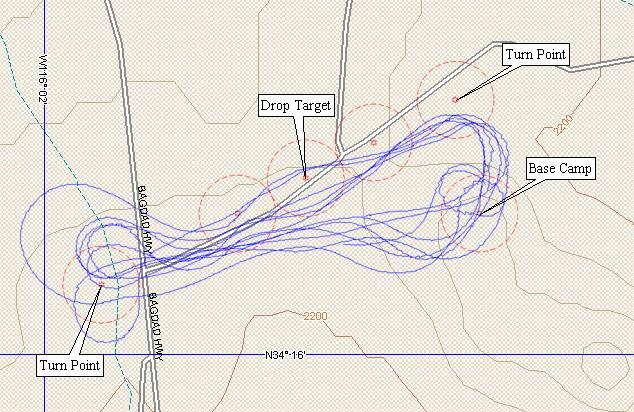 Turn Point
W116°-02'
Drop Target
2200
Base Camp
BAGDAD HWY
BAGDAD HWY
2200
N34°-16'
Turn Point